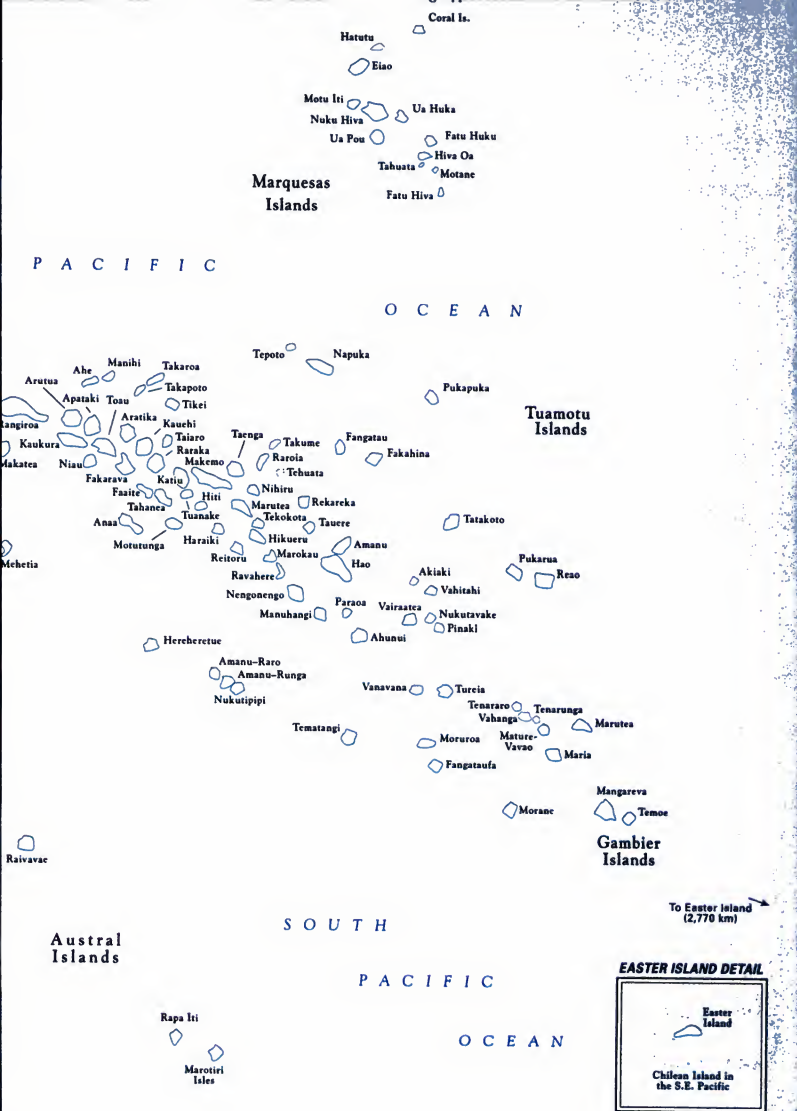 Coral Is.
Hatutu
Eiao
Motu Iti
Nuku Hiva
Ua Huka
Ua Pou
Fatu Huku
Hiva Oa
Tahuata
Motane
Fatu Hiva
Marquesas
Islands
P A C I F I C
O C E A N
Tepoto
Napuka
Manihi
Ahe
Takaroa
Arutua
Takapoto
Pukapuka
Apataki
Toau
Tikei
Tuamotu
Islands
Aratika
Kauehi
Kaukura
Taiaro
Taenga
Takume
Fangatau
Raraka
Raroia
Fakahina
Makatea
Niau
Makemo
Tehuata
Fakarava
Katiu
Faaite
Hiti
Nihiru
Tahanea
Marutea
Rekareka
Tuanake
Tekokota
Anaa
Tauere
Tatakoto
Motutunga
Haraiki
Hikueru
Amanu
Reitoru
Marokau
Hao
Mehetia
Pukarua
Reao
Ravahere
Akiaki
Vahitahi
Nengonengo
Paraoa
Vairaatea
Manuhangi
Nukutavake
Pinaki
Ahunui
Hereheretue
Amanu-Raro
Amanu-Runga
Nukutipipi
Vanavana
Tureia
Tenararo
Tenarunga
Vahanga
Marutea
Tematangi
Mature-
Vavao
Moruroa
Maria
Fangataufa
Mangareva
Morane
Temoe
Gambier
Islands
Raivavae
To Easter Island
(2,770 km)
S O U T H
Austral
Islands
EASTER ISLAND DETAIL
P A C I F I C
Easter
Island
Rapa Iti
O C E A N
Marotiri
Isles
Chilean Island in
the S.E. Pacific